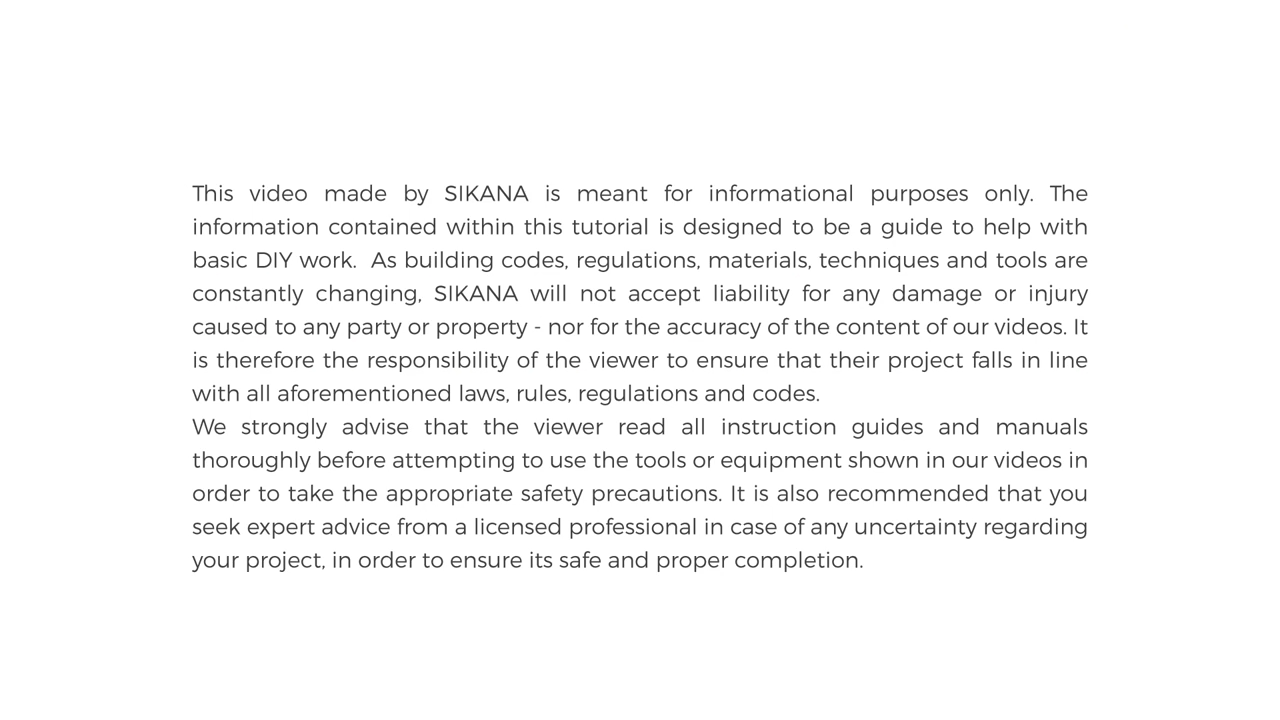 This video made by SIKANA is meant for informational purposes only. The
information contained within this tutorial is designed to be a guide to help with
basic DIY work.  As building codes, regulations, materials, techniques and tools are
constantly changing, SIKANA will not accept liability for any damage or injury
caused to any party or property - nor for the accuracy of the content of our videos. It
is therefore the responsibility of the viewer to ensure that their project falls in line
with all aforementioned laws, rules, regulations and codes.
We strongly advise that the viewer read all instruction guides and manuals
thoroughly before attempting to use the tools or equipment shown in our videos in
order to take the appropriate safety precautions. It is also recommended that you
seek expert advice from a licensed professional in case of any uncertainty regarding
your project, in order to ensure its safe and proper completion.